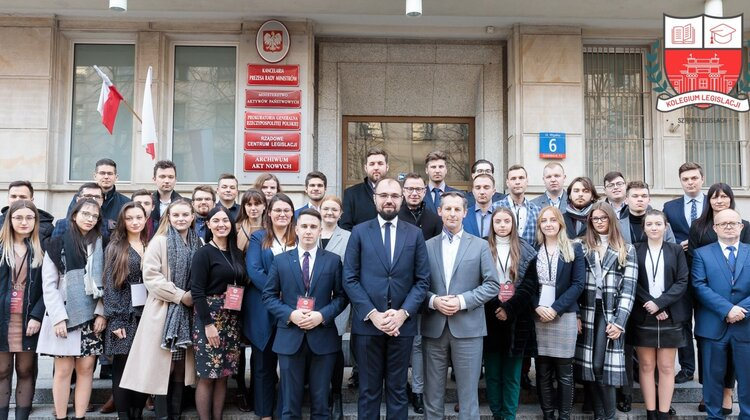 KANCELARIA
PREZESA RADY MINISTRÓW
MINISTERSTWO
AKTYWÓW PAŃSTWOWYCH
PROKURATORIA GENERALNA
RZECZYPOSPOLITEJ POLSKIEJ
RZĄDOWE
CENTRUM LEGISLACJI
ARCHIWUM
AKT NOWYCH
6
KOLEGIUM LEGISLACJI